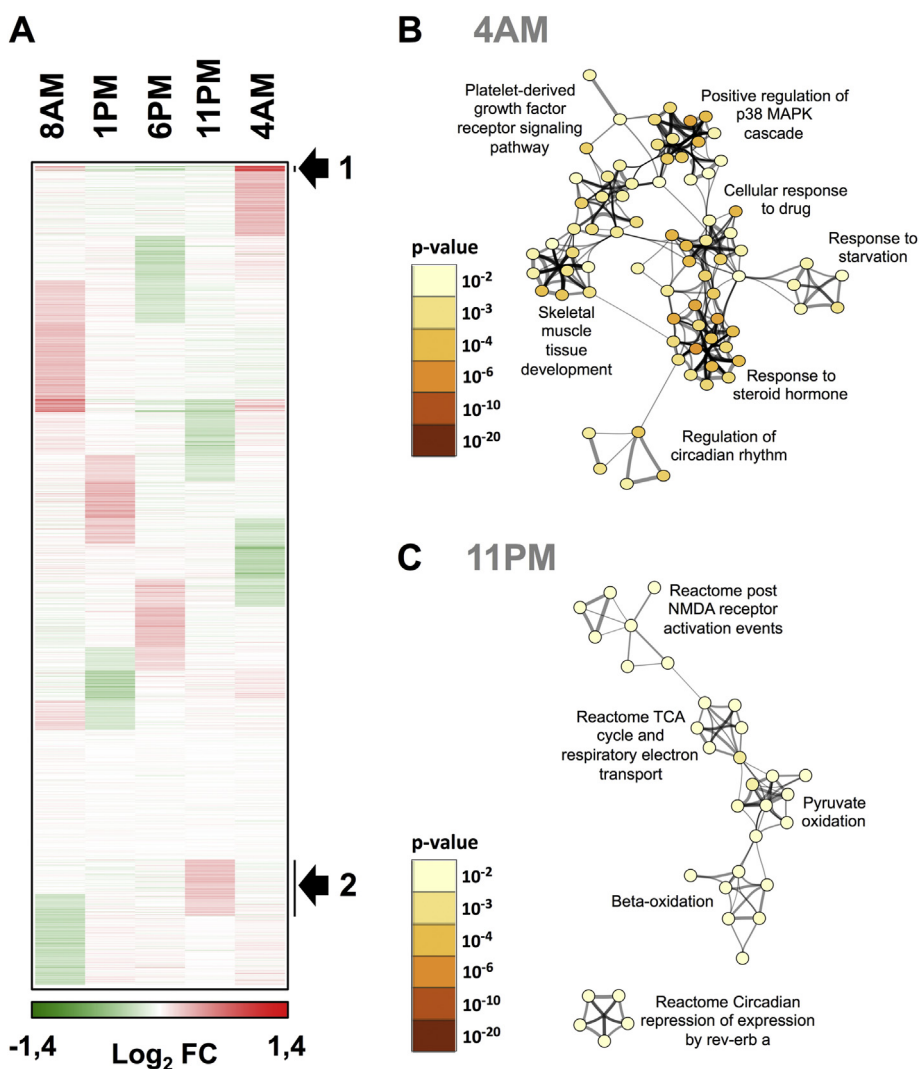 A
8AM
1PM
6PM
11PM
4AM
1
2
-1,4
Log2 FC
1,4
B
4AM
Platelet-derived
growth factor
receptor signaling
pathway
Positive regulation of
p38 MAPK
cascade
Cellular response
to drug
Response to
starvation
p-value
10-2
10-3
10-4
10-6
10-10
10-20
Skeletal
muscle
tissue
development
Response to
steroid hormone
Regulation of
circadian rhythm
C
11PM
Reactome post
NMDA receptor
activation events
Reactome TCA
cycle and
respiratory electron
transport
Pyruvate
oxidation
p-value
10-2
10-3
10-4
10-6
10-10
10-20
Beta-oxidation
Reactome Circadian
repression of expression
by rev-erb a